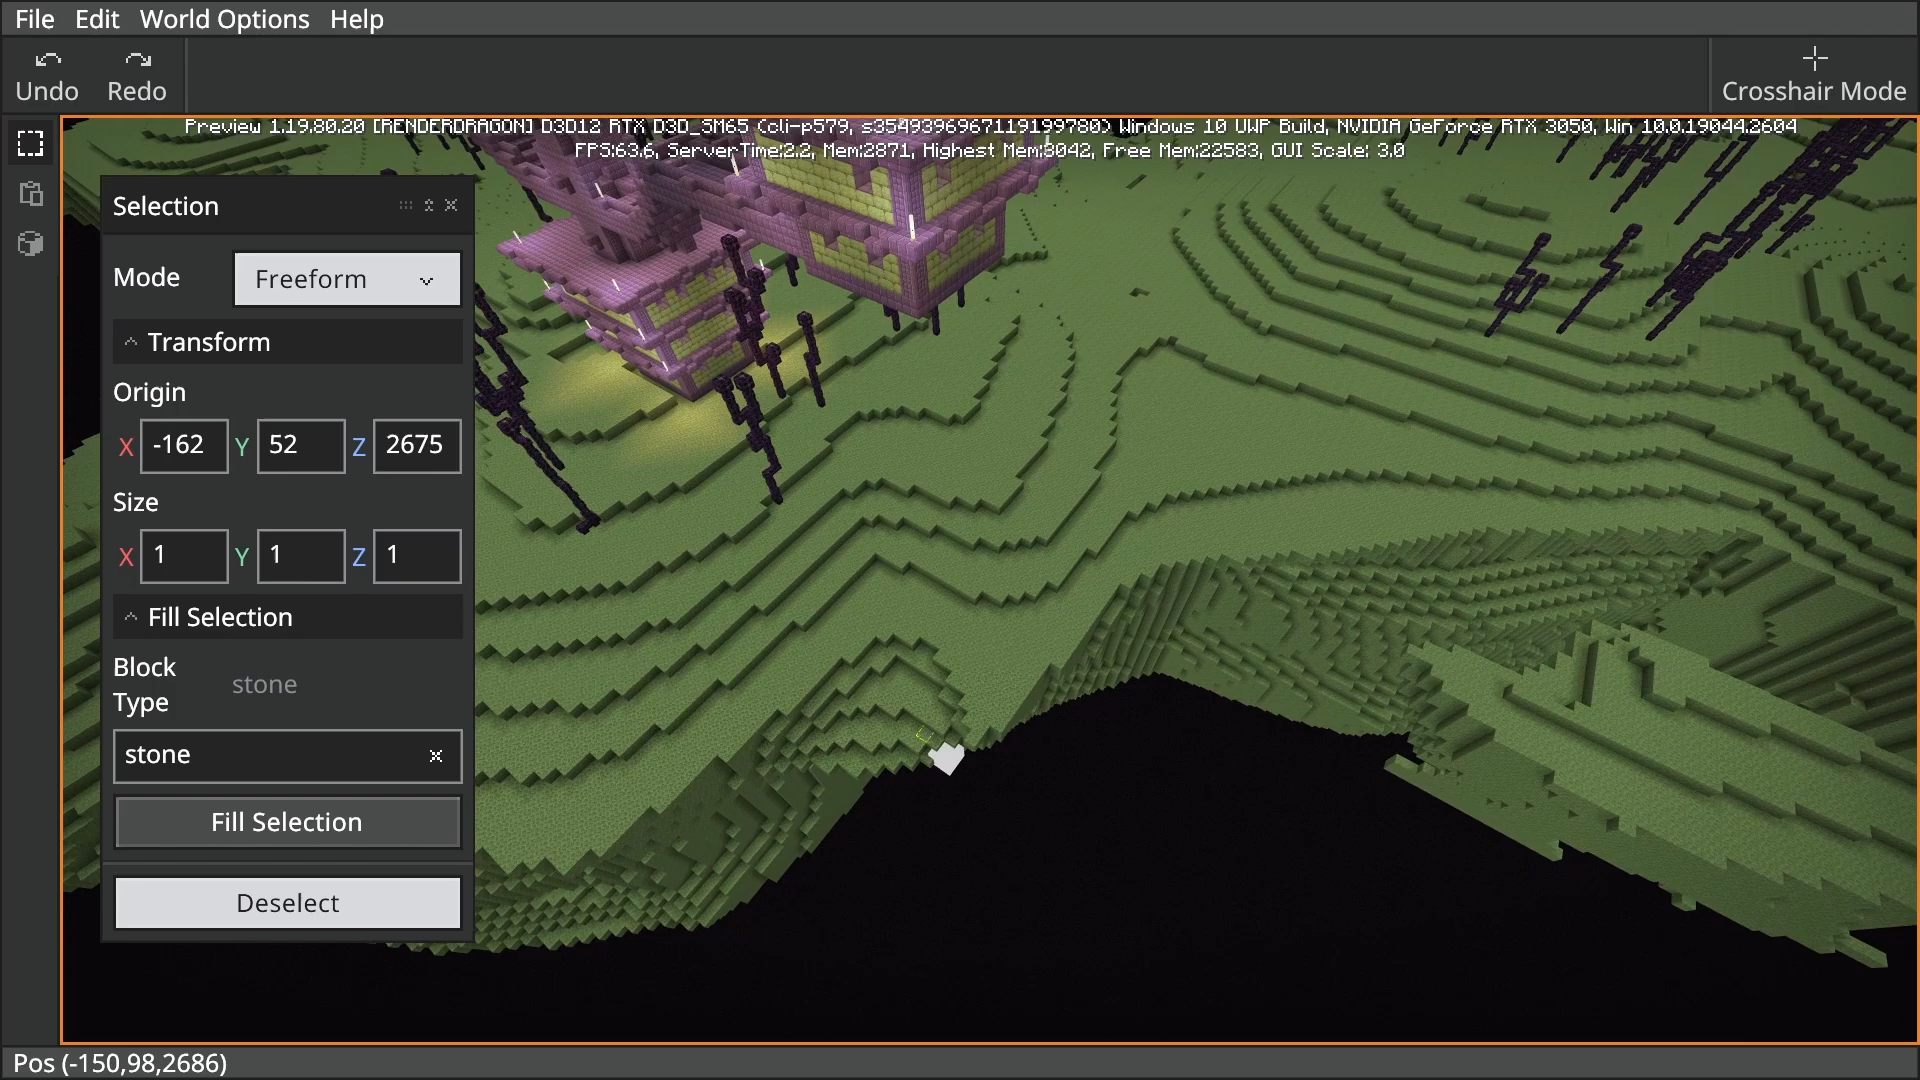 File Edit World Options Help
Undo Redo Crosshair Mode
Preview 1.19.80.20 [RENDERDRAGON] D3D12 RTX D3D_SM65 (cli-p579, s3549396967119199780) Windows 10 UWP Build, NVIDIA GeForce RTX 3050, Win 10.0.19044.2604
FPS:63.6, ServerTime:2.2, Mem:2871, Highest Mem:3042, Free Mem:22583, GUI Scale: 3.0
Selection
Mode Freeform
Transform
Origin
X -162 Y 52 Z 2675
Size
X 1 Y 1 Z 1
Fill Selection
Block
Type
stone
stone
Fill Selection
Deselect
Pos (-150,98,2686)